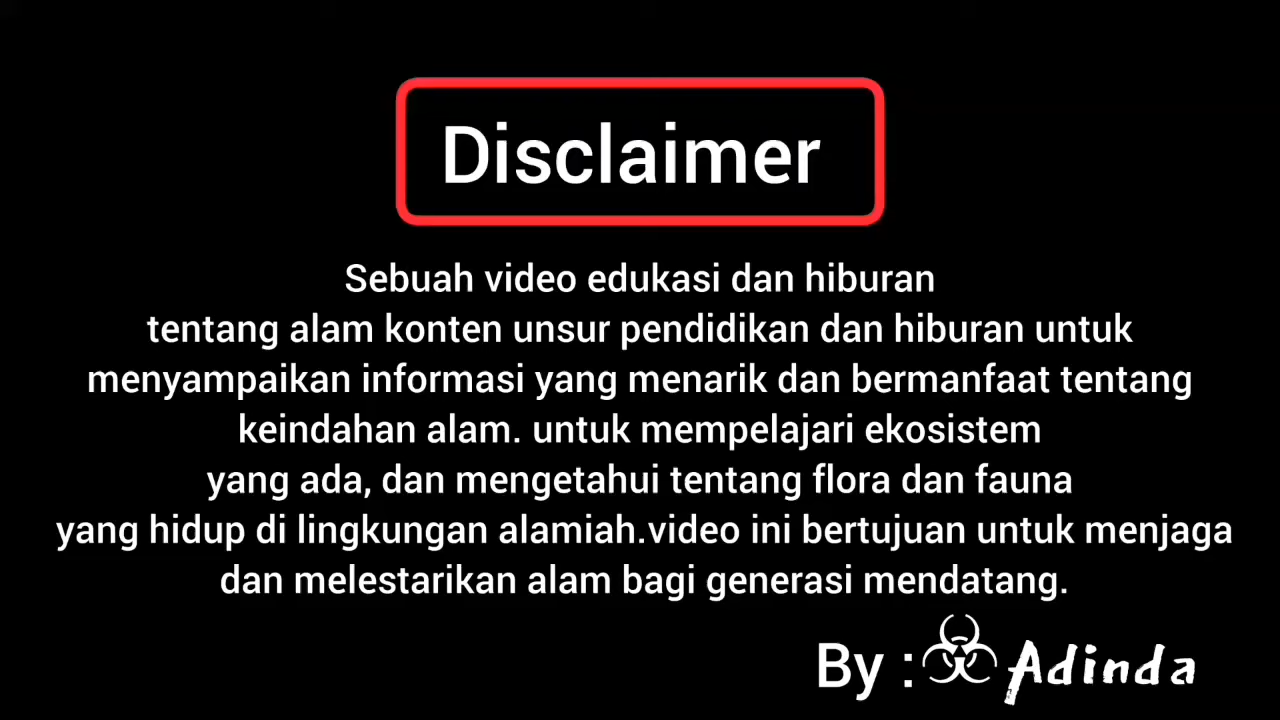 Disclaimer
Sebuah video edukasi dan hiburan
tentang alam konten unsur pendidikan dan hiburan untuk
menyampaikan informasi yang menarik dan bermanfaat tentang
keindahan alam. untuk mempelajari ekosistem
yang ada, dan mengetahui tentang flora dan fauna
yang hidup di lingkungan alamiah.video ini bertujuan untuk menjaga
dan melestarikan alam bagi generasi mendatang.
By :☣Adinda